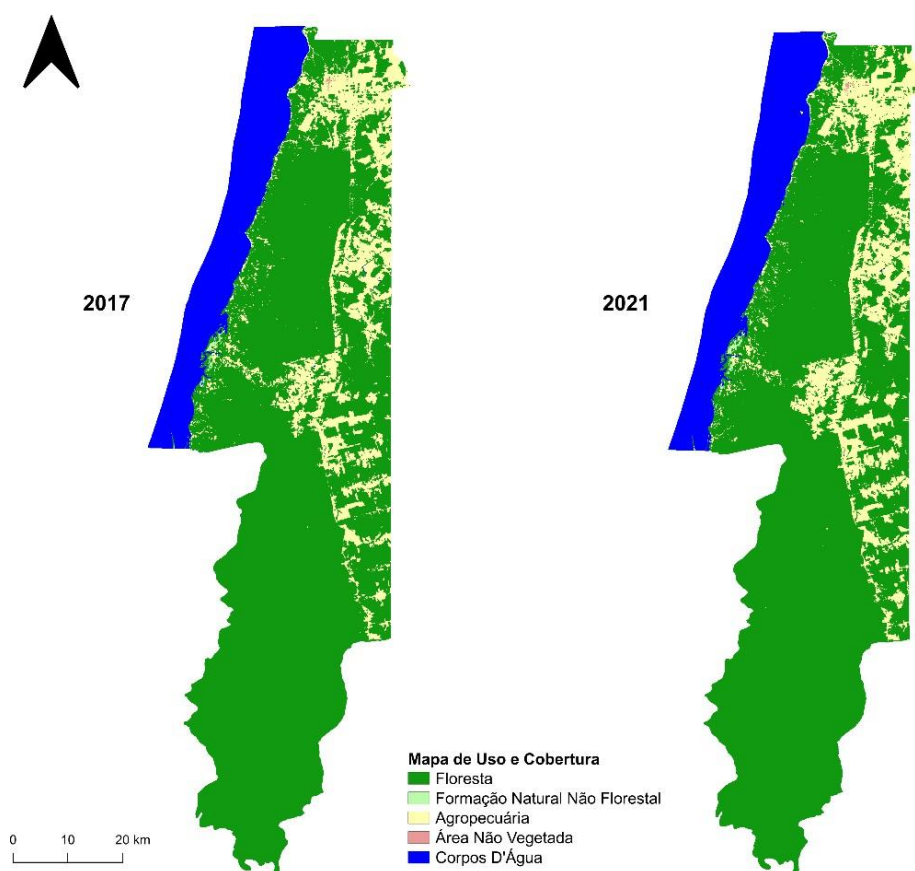 2017
2021
Mapa de Uso e Cobertura
Floresta
Formação Natural Não Florestal
Agropecuária
Área Não Vegetada
Corpos D'Água
0 10 20 km